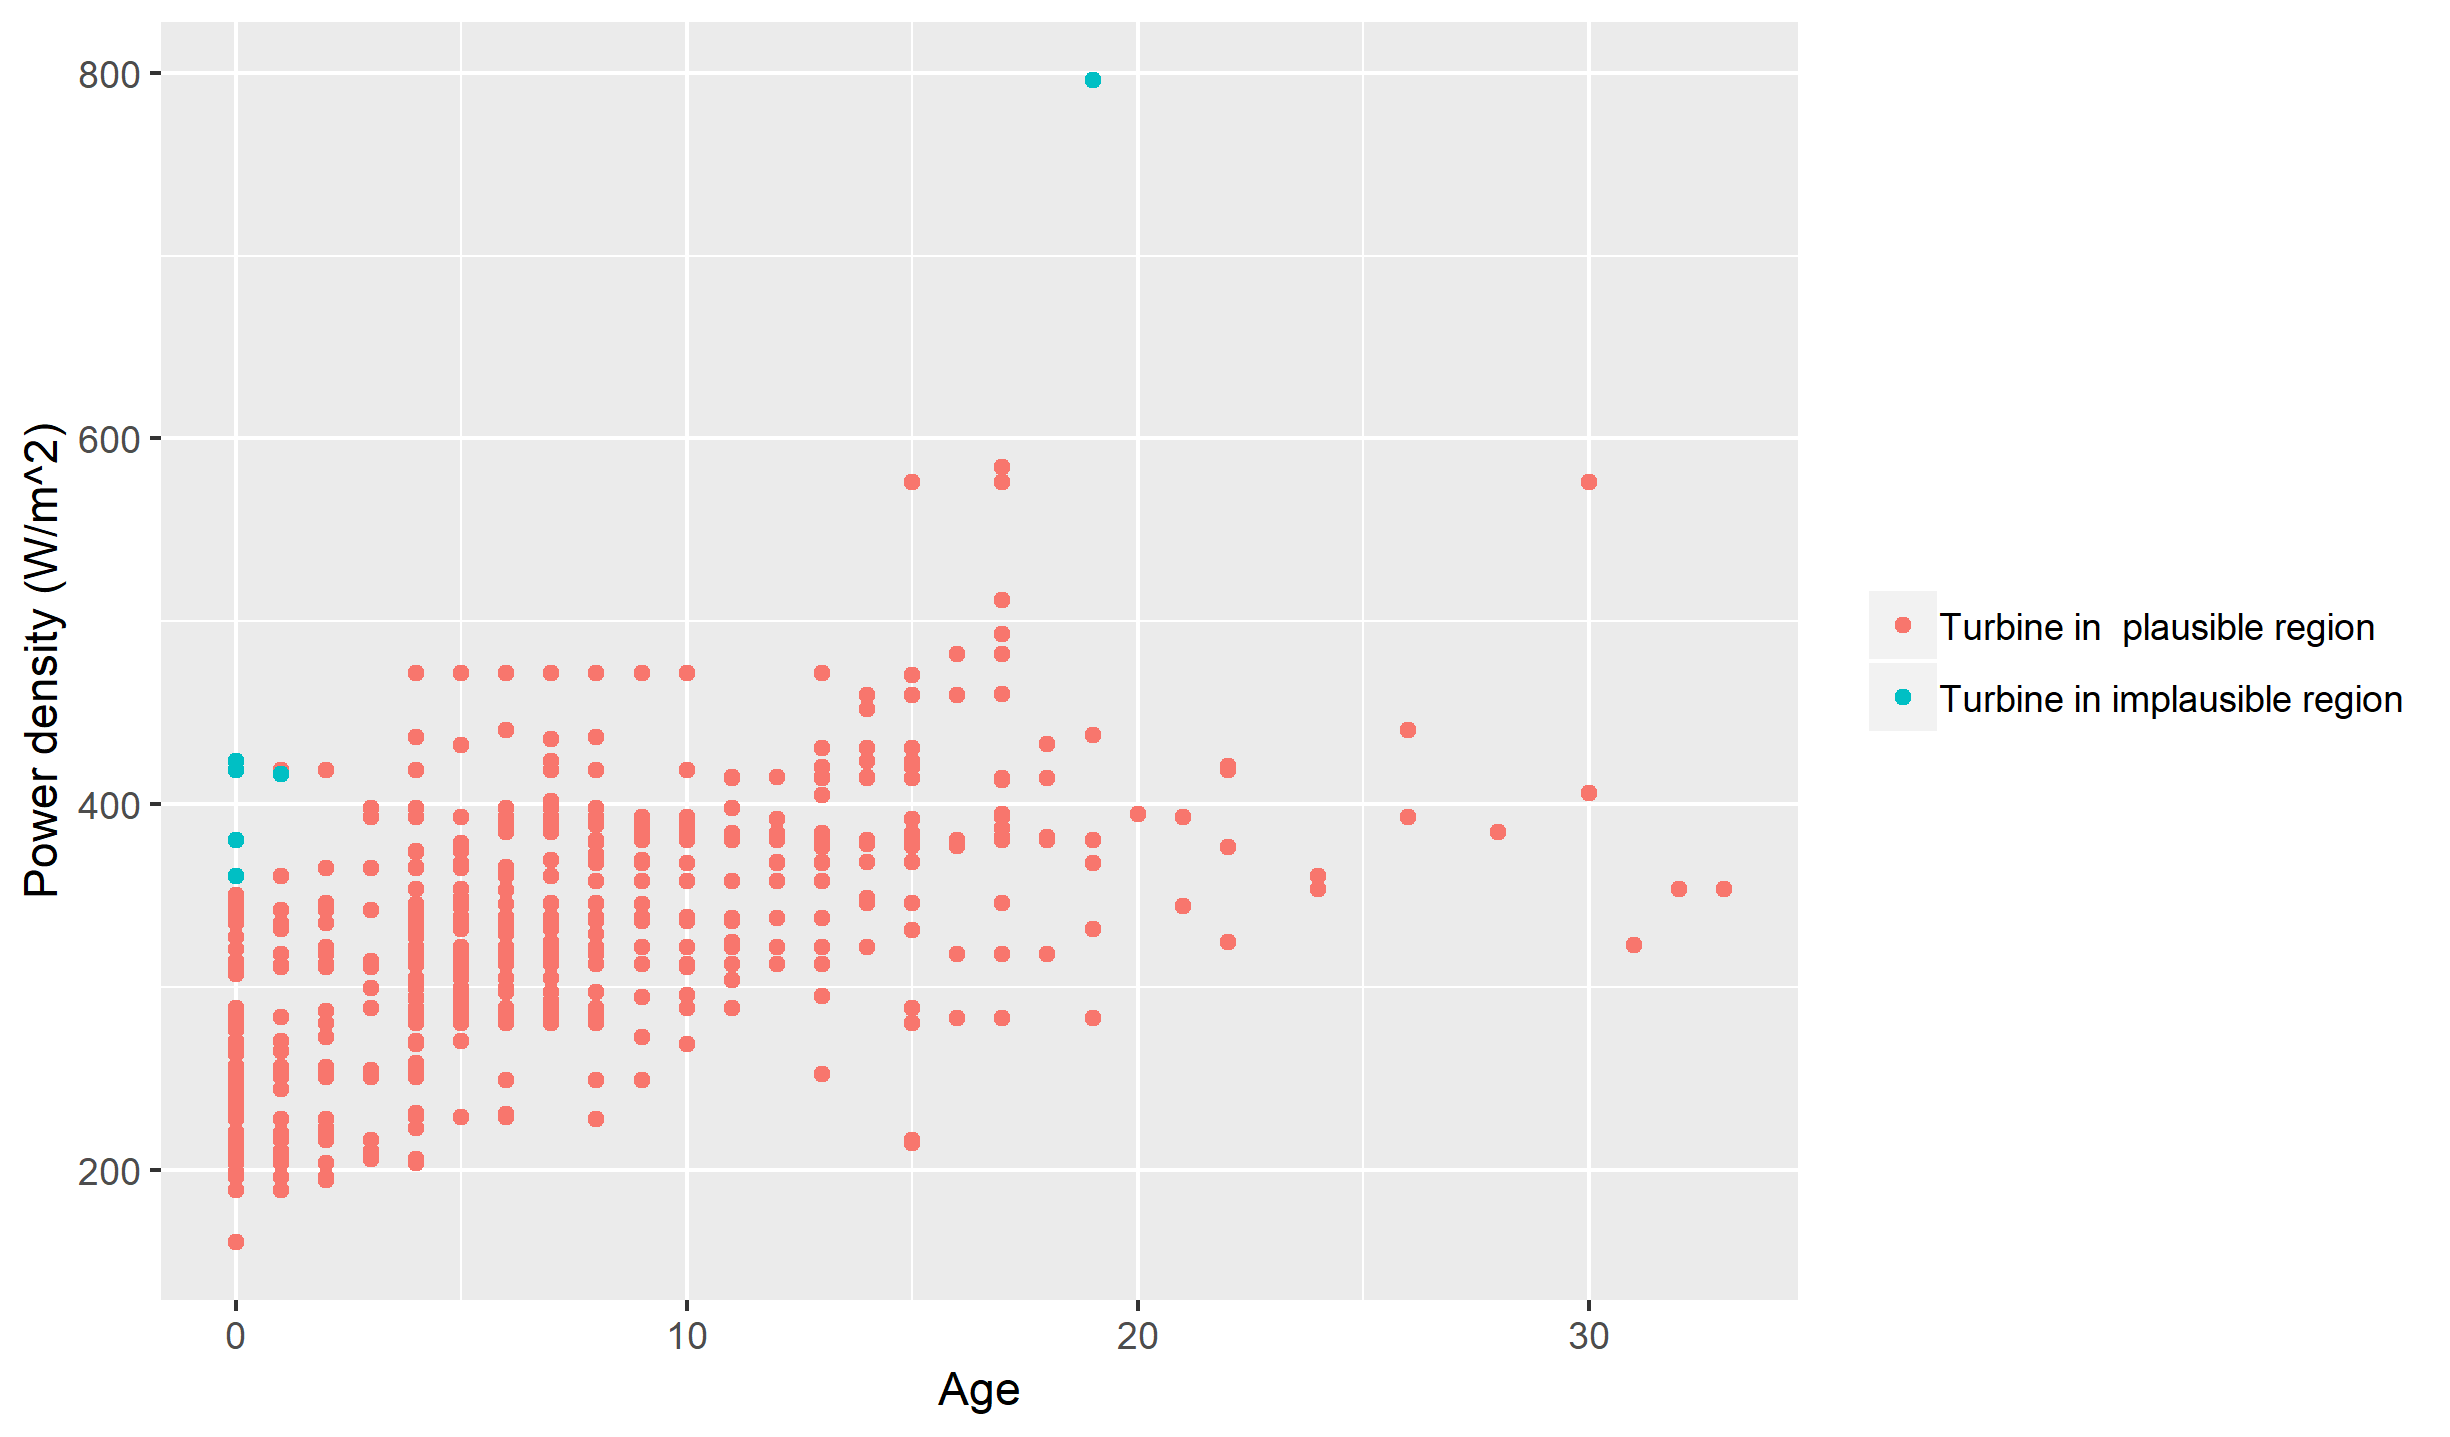 800
600
400
200
Power density (W/m^2)
0 10 20 30
Age
Turbine in  plausible region
Turbine in implausible region